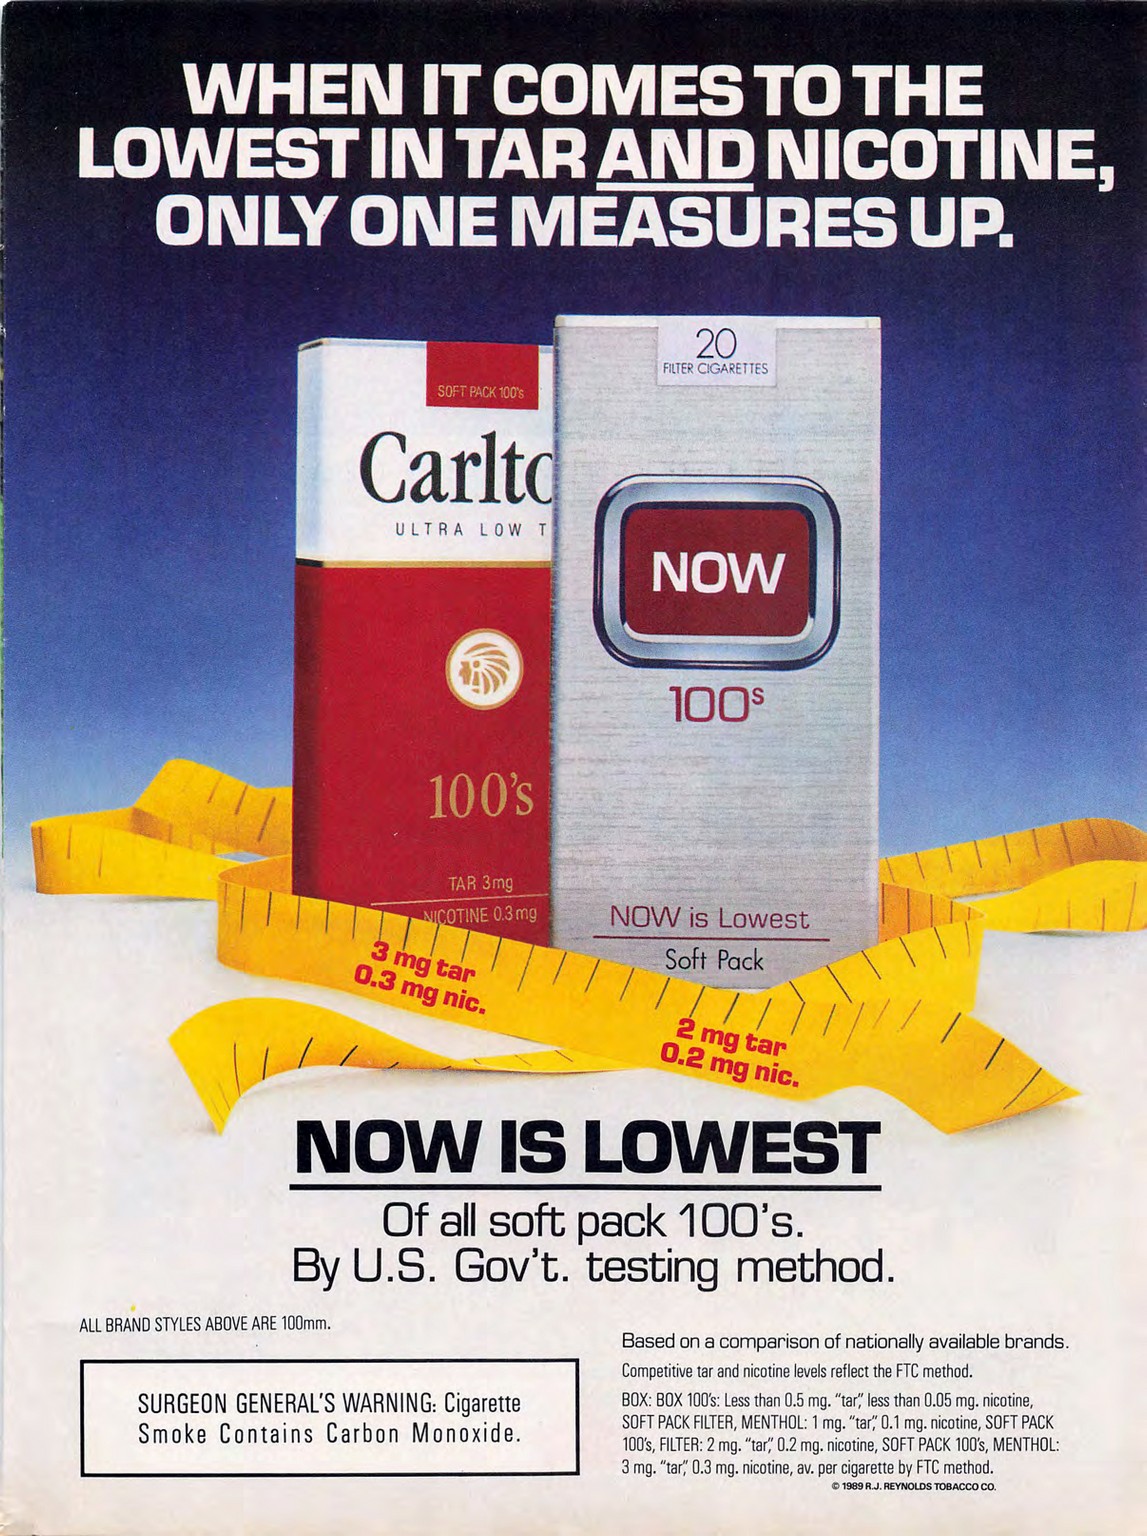 WHEN IT COMES TO THE
LOWEST IN TAR AND NICOTINE,
ONLY ONE MEASURES UP.
SOFT PACK 100's
Carlto
ULTRA LOW T
100's
TAR 3mg
NICOTINE 0.3mg
20
FILTER CIGARETTES
NOW
100s
NOW is Lowest
Soft Pack
3 mg tar
0.3 mg nic.
2 mg tar
0.2 mg nic.
NOW IS LOWEST
Of all soft pack 100's.
By U.S. Gov't. testing method.
ALL BRAND STYLES ABOVE ARE 100mm.
SURGEON GENERAL'S WARNING: Cigarette
Smoke Contains Carbon Monoxide.
Based on a comparison of nationally available brands.
Competitive tar and nicotine levels reflect the FTC method.
BOX: BOX 100's: Less than 0.5 mg. "tar," less than 0.05 mg. nicotine,
SOFT PACK FILTER, MENTHOL: 1 mg. "tar," 0.1 mg. nicotine, SOFT PACK
100's, FILTER: 2 mg. "tar," 0.2 mg. nicotine, SOFT PACK 100's, MENTHOL:
3 mg. "tar," 0.3 mg. nicotine, av. per cigarette by FTC method.
© 1989 R.J. REYNOLDS TOBACCO CO.